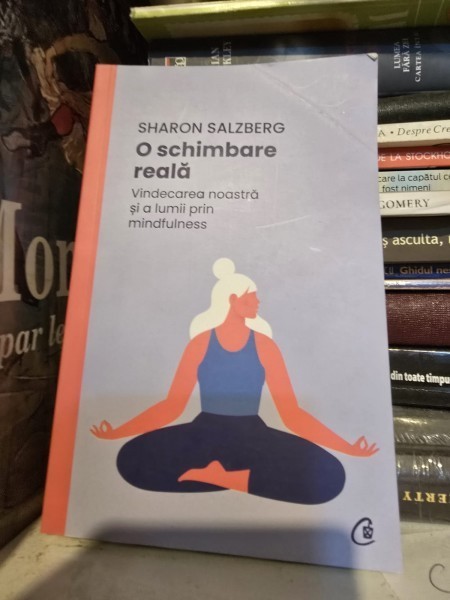 SHARON SALZBERG
O schimbare
reală
Vindecarea noastră
și a lumii prin
mindfulness
LUMEA
FĂRĂ ZI
CARTEA
Despre Cre
DE LA STOCKHO
care la capătul c
fost nimeni
GOMERY
ș asculta,
Ghidul ne
din toate timpu
ERTY
par le